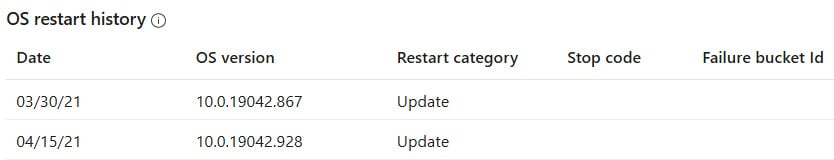 OS restart history
Date OS version Restart category Stop code Failure bucket Id
03/30/21 10.0.19042.867 Update
04/15/21 10.0.19042.928 Update